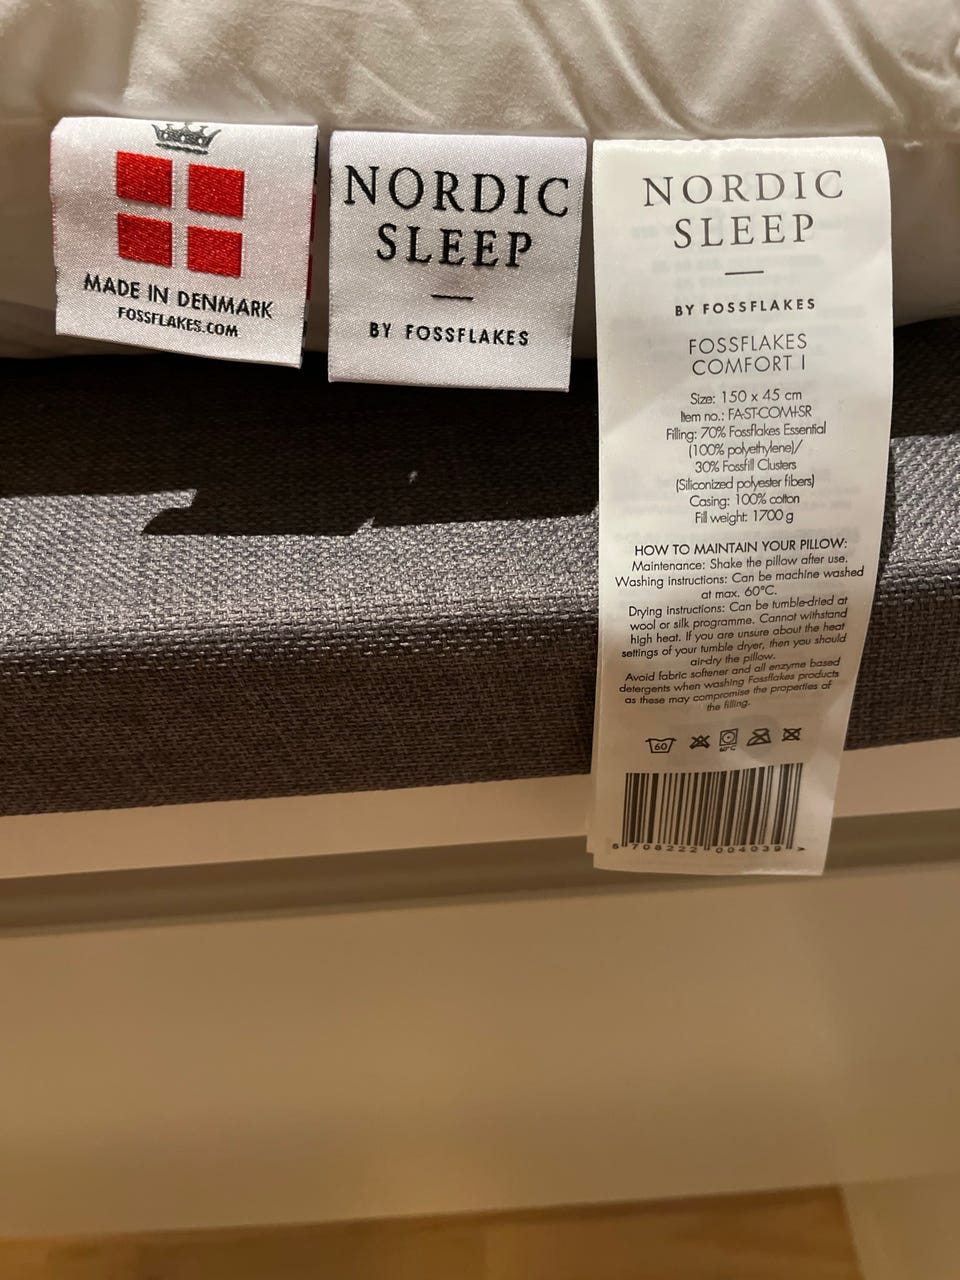 MADE IN DENMARK
FOSSFLAKES.COM
NORDIC
SLEEP
BY FOSSFLAKES
NORDIC
SLEEP
BY FOSSFLAKES
FOSSFLAKES
COMFORT I
Size: 150 x 45 cm
Item no.: FA-ST-COM-I-SR
Filling: 70% Fossflakes Essential
(100% polyethylene)/
30% Fossfill Clusters
(Siliconized polyester fibers)
Casing: 100% cotton
Fill weight: 1700 g
HOW TO MAINTAIN YOUR PILLOW:
Maintenance: Shake the pillow after use.
Washing instructions: Can be machine washed
at max. 60°C.
Drying instructions: Can be tumble-dried at
wool or silk programme. Cannot withstand
high heat. If you are unsure about the heat
settings of your tumble dryer, then you should
air-dry the pillow.
Avoid fabric softener and all enzyme based
detergents when washing Fossflakes products
as these may compromise the properties of
the filling.
60
60°C
5 708222 004039 >